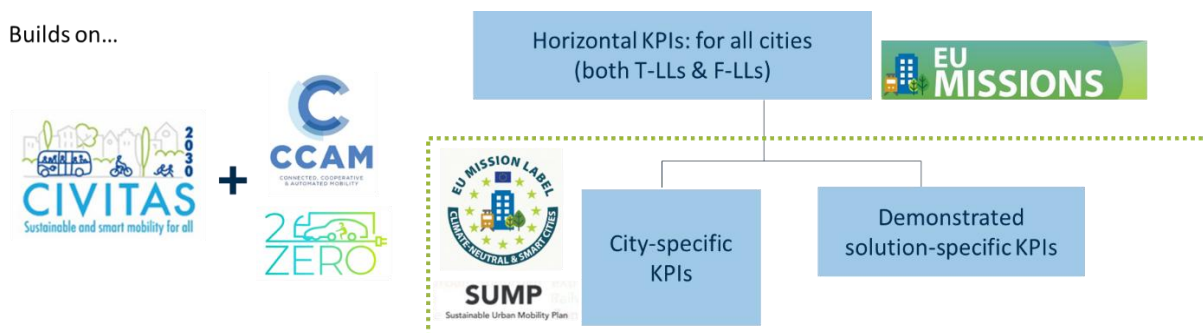 Builds on...
CIVITAS
2030
Sustainable and smart mobility for all
+
CCAM
CONNECTED, COOPERATIVE
& AUTOMATED MOBILITY
2
ZERO
Horizontal KPIs: for all cities
(both T-LLs & F-LLs)
EU
MISSIONS
EU MISSION LABEL
CLIMATE-NEUTRAL & SMART CITIES
SUMP
Sustainable Urban Mobility Plan
City-specific
KPIs
Demonstrated
solution-specific KPIs